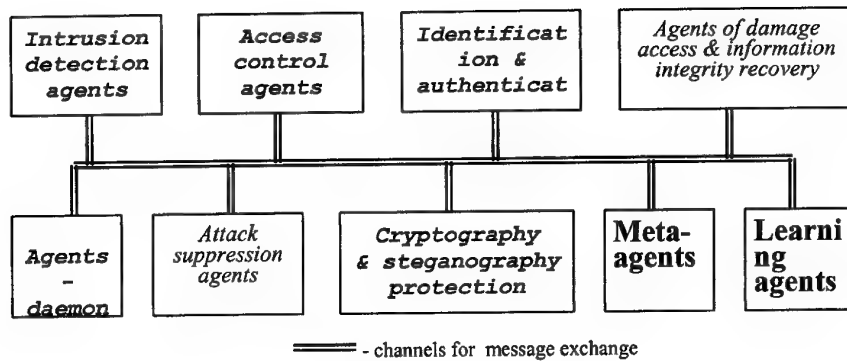 Intrusion
detection
agents
Access
control
agents
Identificat
ion &
authenticat
Agents of damage
access & information
integrity recovery
Agents
-
daemon
Attack
suppression
agents
Cryptography
& steganography
protection
Meta-
agents
Learni
ng
agents
- channels for message exchange